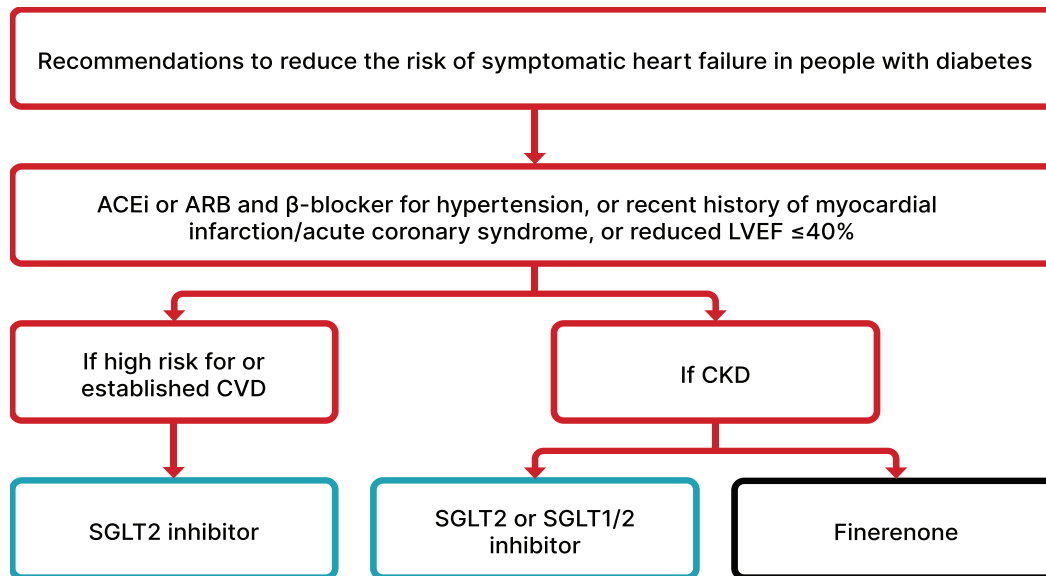 Recommendations to reduce the risk of symptomatic heart failure in people with diabetes
ACEi or ARB and β-blocker for hypertension, or recent history of myocardial
infarction/acute coronary syndrome, or reduced LVEF ≤40%
If high risk for or
established CVD
If CKD
SGLT2 inhibitor
SGLT2 or SGLT1/2
inhibitor
Finerenone